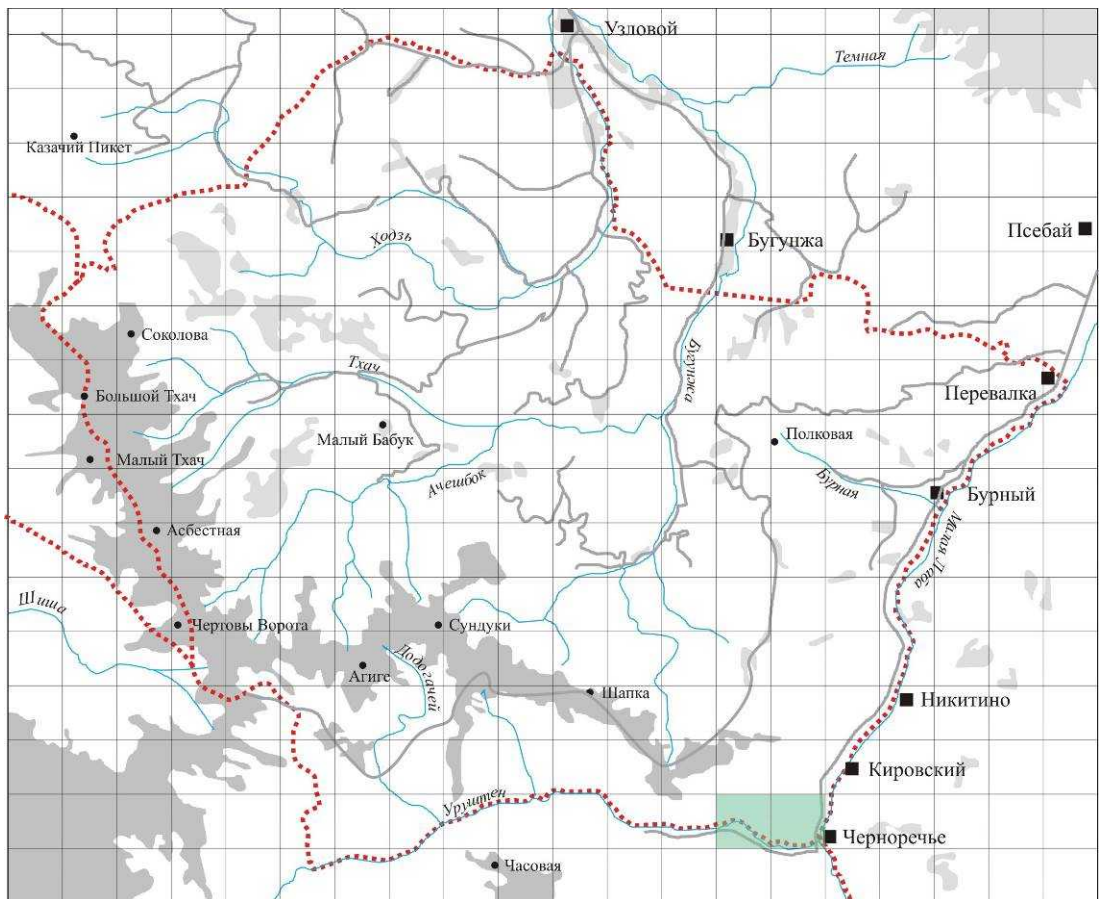 Узловой
Темная
Казачий Пикет
Псебай
Ходзь
Бугунжа
Соколова
Бугунжа
Тхач
Большой Тхач
Перевалка
Малый Бабук
Полковая
Малый Тхач
Ачешбок
Бурная
Бурный
Асбестная
Малая Лаба
Шиша
Чертовы Ворота
Сундуки
Агиге
Додогачей
Шапка
Никитино
Кировский
Уруштен
Черноречье
Часовая